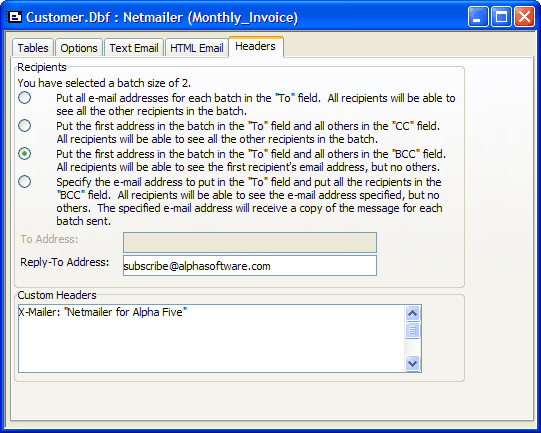 Customer.Dbf : Netmailer (Monthly_Invoice)
Tables Options Text Email HTML Email Headers
Recipients
You have selected a batch size of 2.
Put all e-mail addresses for each batch in the "To" field. All recipients will be able to
see all the other recipients in the batch.
Put the first address in the batch in the "To" field and all others in the "CC" field.
All recipients will be able to see all the other recipients in the batch.
Put the first address in the batch in the "To" field and all others in the "BCC" field.
All recipients will be able to see the first recipient's email address, but no others.
Specify the e-mail address to put in the "To" field and put all the recipients in the
"BCC" field. All recipients will be able to see the e-mail address specified, but no
others. The specified e-mail address will receive a copy of the message for each
batch sent.
To Address:
Reply-To Address: subscribe@alphasoftware.com
Custom Headers
X-Mailer: "Netmailer for Alpha Five"